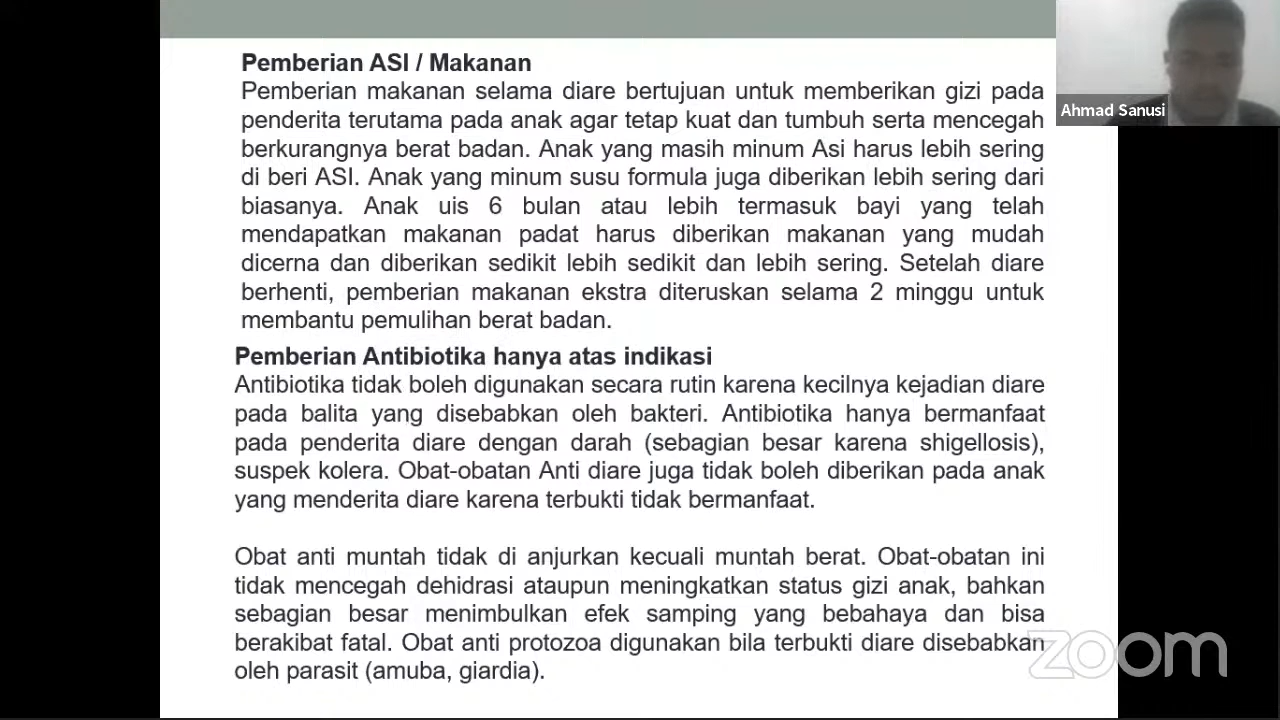 Pemberian ASI / Makanan
Pemberian makanan selama diare bertujuan untuk memberikan gizi pada
penderita terutama pada anak agar tetap kuat dan tumbuh serta mencegah
berkurangnya berat badan. Anak yang masih minum Asi harus lebih sering
di beri ASI. Anak yang minum susu formula juga diberikan lebih sering dari
biasanya. Anak uis 6 bulan atau lebih termasuk bayi yang telah
mendapatkan makanan padat harus diberikan makanan yang mudah
dicerna dan diberikan sedikit lebih sedikit dan lebih sering. Setelah diare
berhenti, pemberian makanan ekstra diteruskan selama 2 minggu untuk
membantu pemulihan berat badan.
Pemberian Antibiotika hanya atas indikasi
Antibiotika tidak boleh digunakan secara rutin karena kecilnya kejadian diare
pada balita yang disebabkan oleh bakteri. Antibiotika hanya bermanfaat
pada penderita diare dengan darah (sebagian besar karena shigellosis),
suspek kolera. Obat-obatan Anti diare juga tidak boleh diberikan pada anak
yang menderita diare karena terbukti tidak bermanfaat.
Obat anti muntah tidak di anjurkan kecuali muntah berat. Obat-obatan ini
tidak mencegah dehidrasi ataupun meningkatkan status gizi anak, bahkan
sebagian besar menimbulkan efek samping yang bebahaya dan bisa
berakibat fatal. Obat anti protozoa digunakan bila terbukti diare disebabkan
oleh parasit (amuba, giardia).
Ahmad Sanusi
zoom